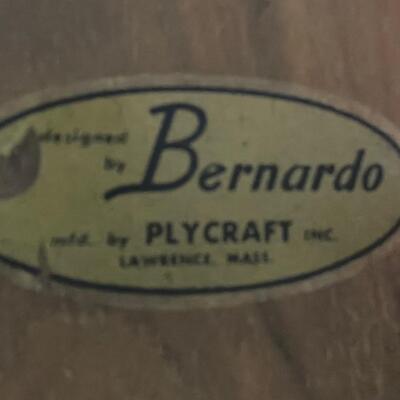 designed
by Bernardo
mfd. by PLYCRAFT INC.
LAWRENCE, MASS.